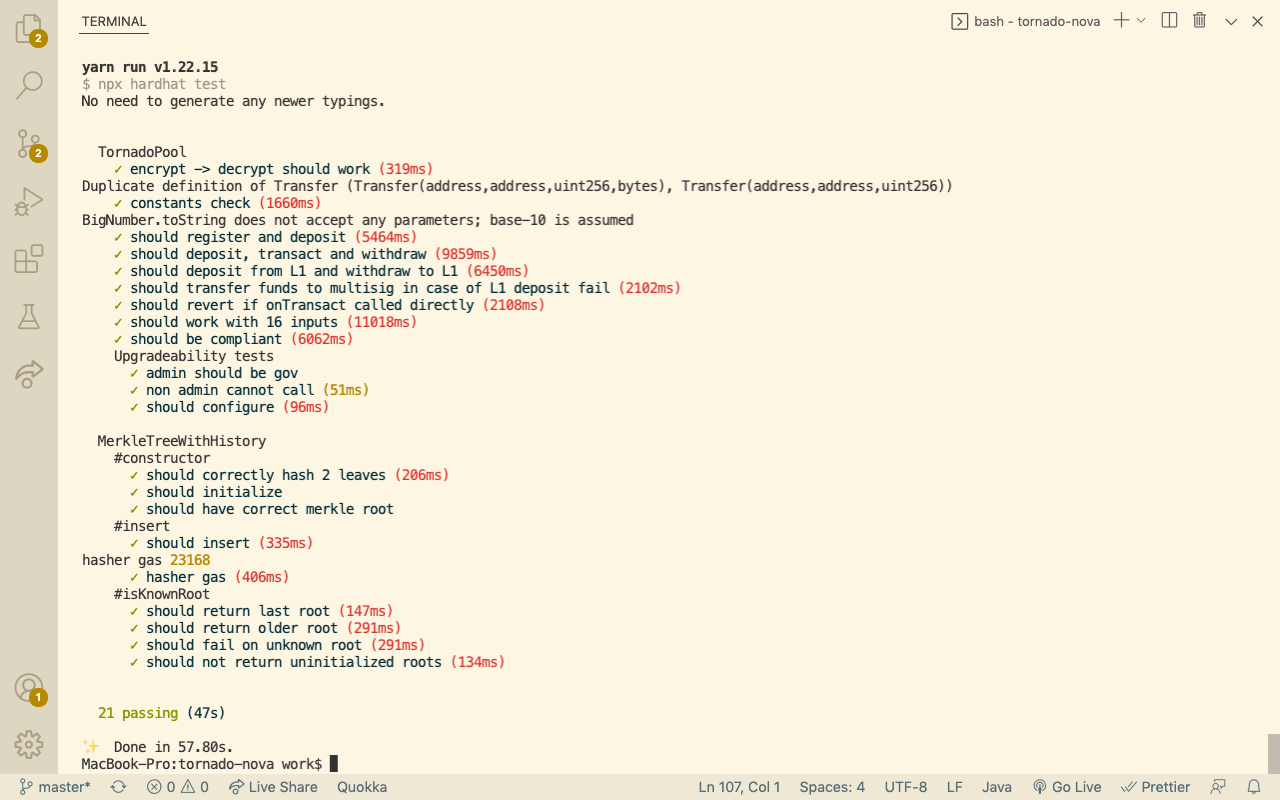 TERMINAL
bash - tornado-nova
2
2
1
yarn run v1.22.15
$ npx hardhat test
No need to generate any newer typings.
TornadoPool
✓ encrypt -> decrypt should work (319ms)
Duplicate definition of Transfer (Transfer(address,address,uint256,bytes), Transfer(address,address,uint256))
✓ constants check (1660ms)
BigNumber.toString does not accept any parameters; base-10 is assumed
✓ should register and deposit (5464ms)
✓ should deposit, transact and withdraw (9859ms)
✓ should deposit from L1 and withdraw to L1 (6450ms)
✓ should transfer funds to multisig in case of L1 deposit fail (2102ms)
✓ should revert if onTransact called directly (2108ms)
✓ should work with 16 inputs (11018ms)
✓ should be compliant (6062ms)
Upgradeability tests
✓ admin should be gov
✓ non admin cannot call (51ms)
✓ should configure (96ms)
MerkleTreeWithHistory
#constructor
✓ should correctly hash 2 leaves (206ms)
✓ should initialize
✓ should have correct merkle root
#insert
✓ should insert (335ms)
hasher gas 23168
✓ hasher gas (406ms)
#isKnownRoot
✓ should return last root (147ms)
✓ should return older root (291ms)
✓ should fail on unknown root (291ms)
✓ should not return uninitialized roots (134ms)
21 passing (47s)
✨ Done in 57.80s.
MacBook-Pro:tornado-nova work$
master* 0 0 Live Share Quokka Ln 107, Col 1 Spaces: 4 UTF-8 LF Java Go Live Prettier